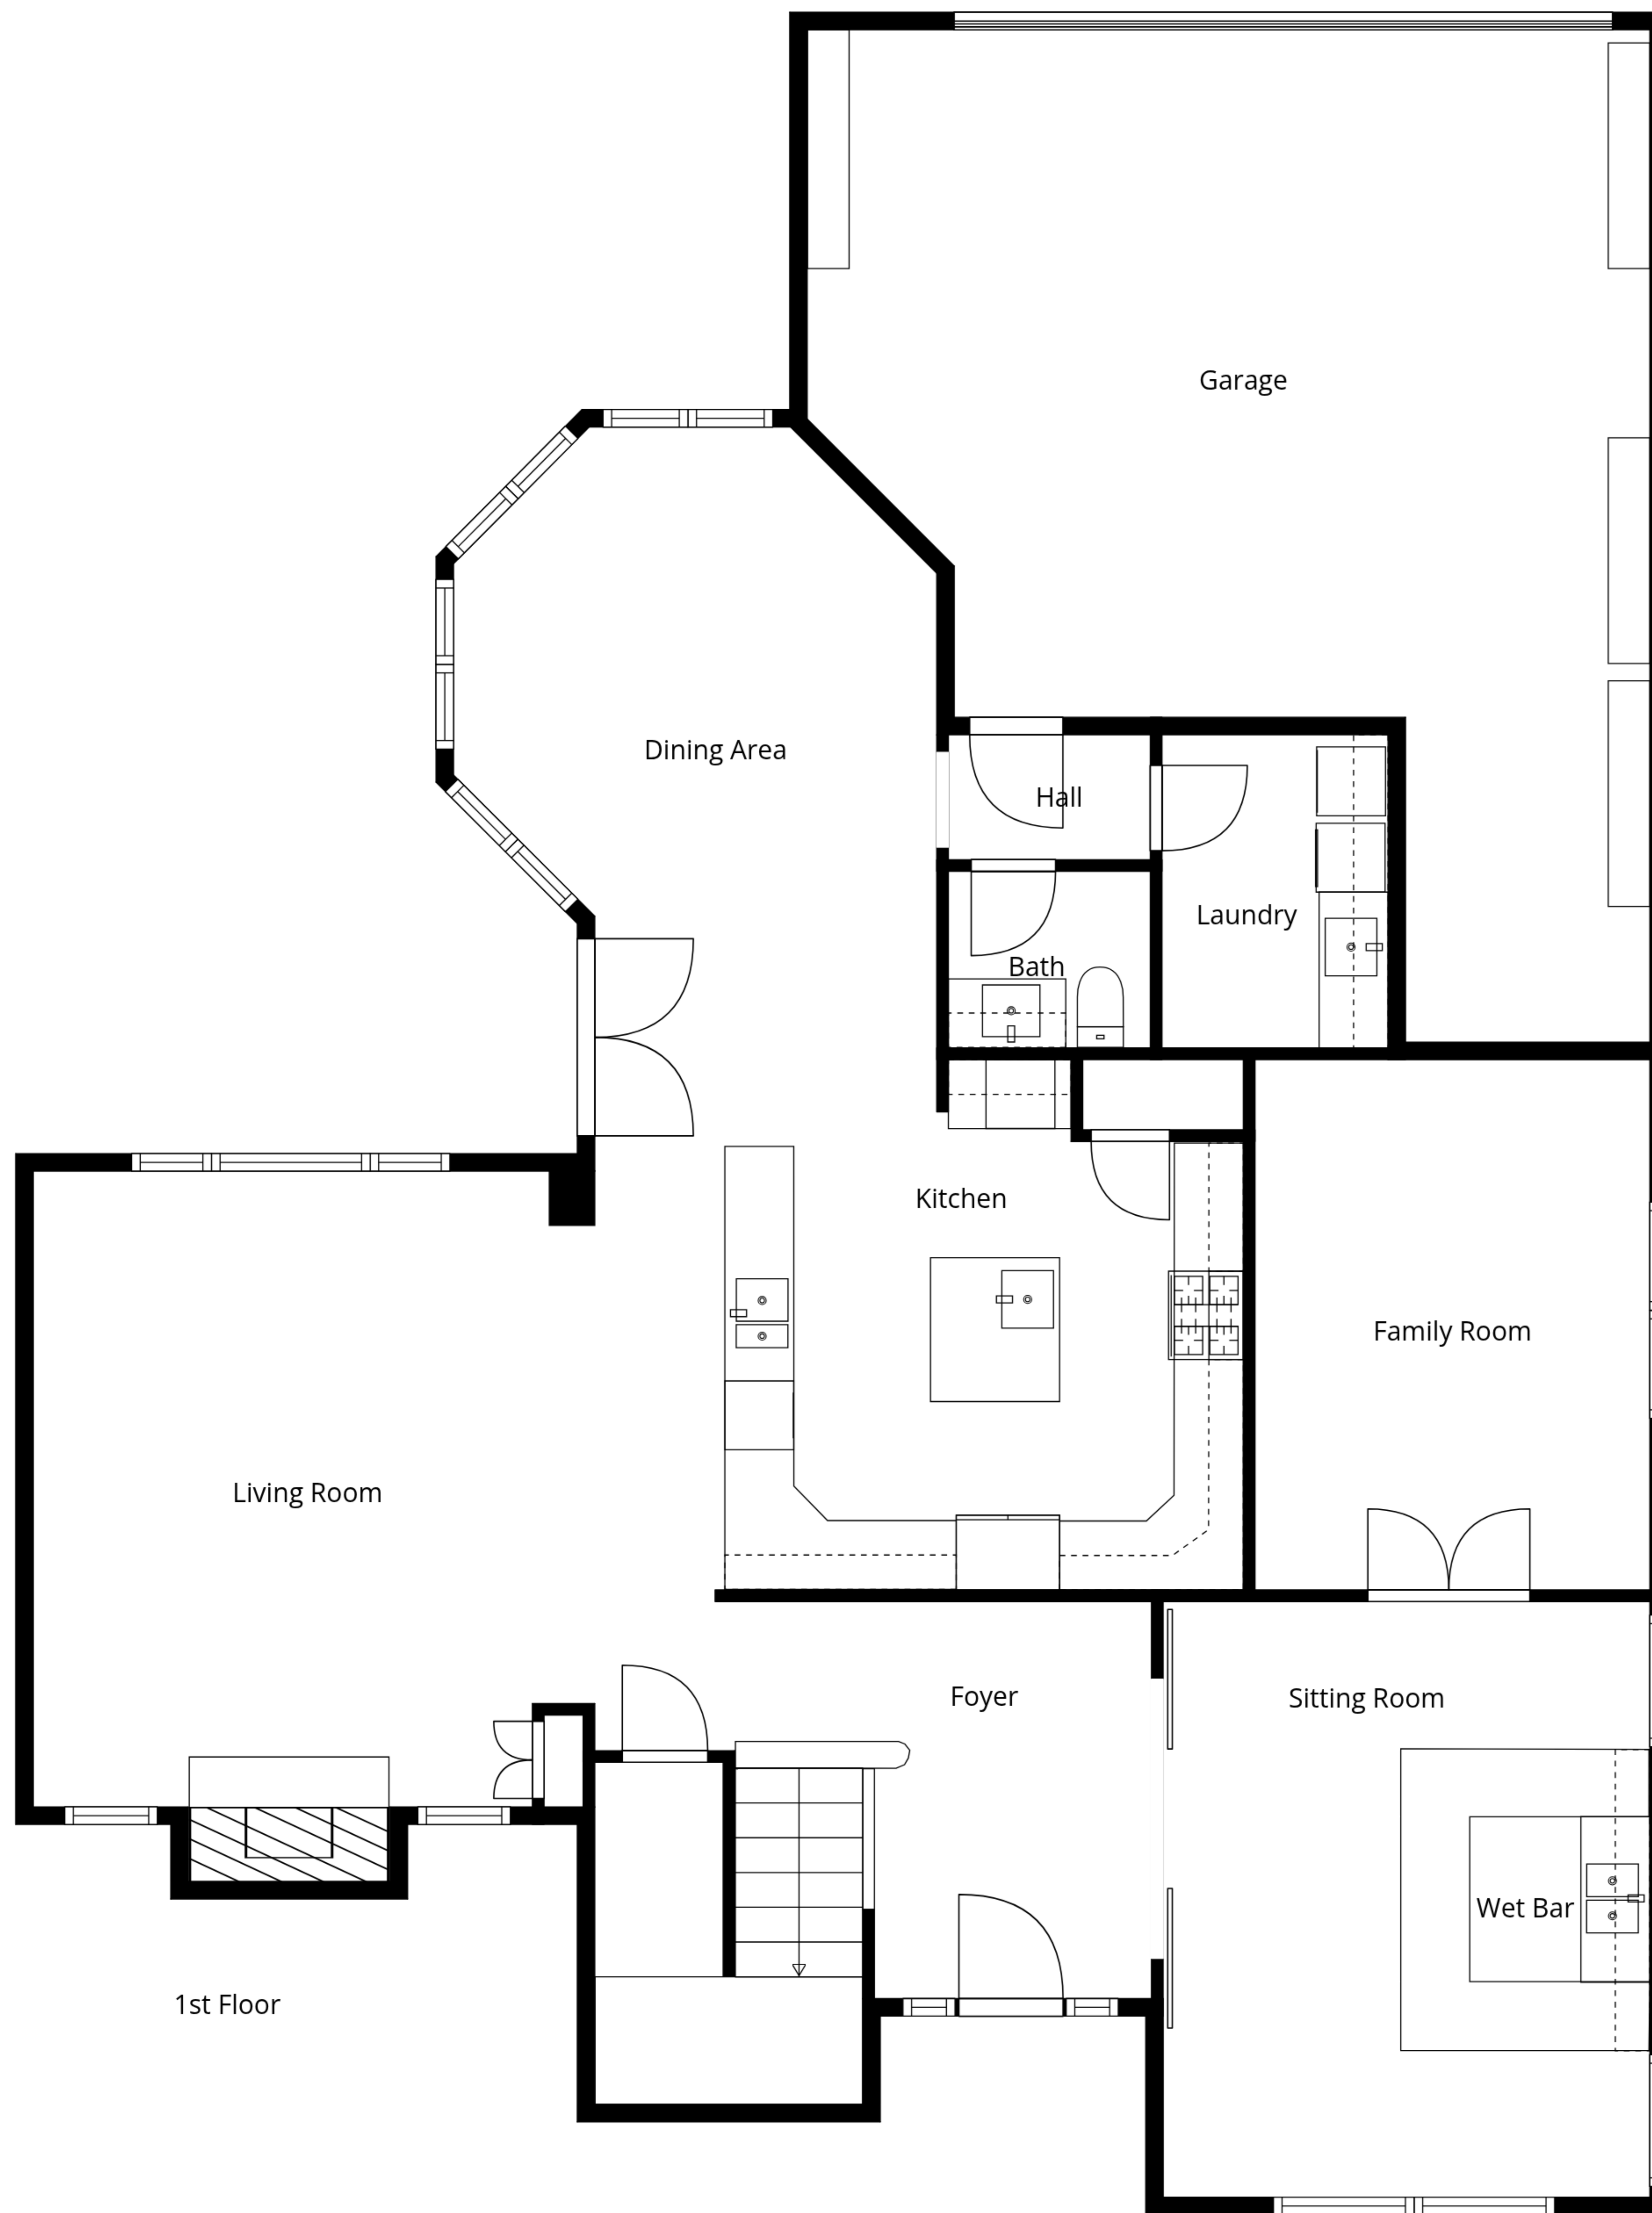 Garage
Dining Area
Hall
Laundry
Bath
Kitchen
Family Room
Living Room
Foyer
Sitting Room
Wet Bar
1st Floor